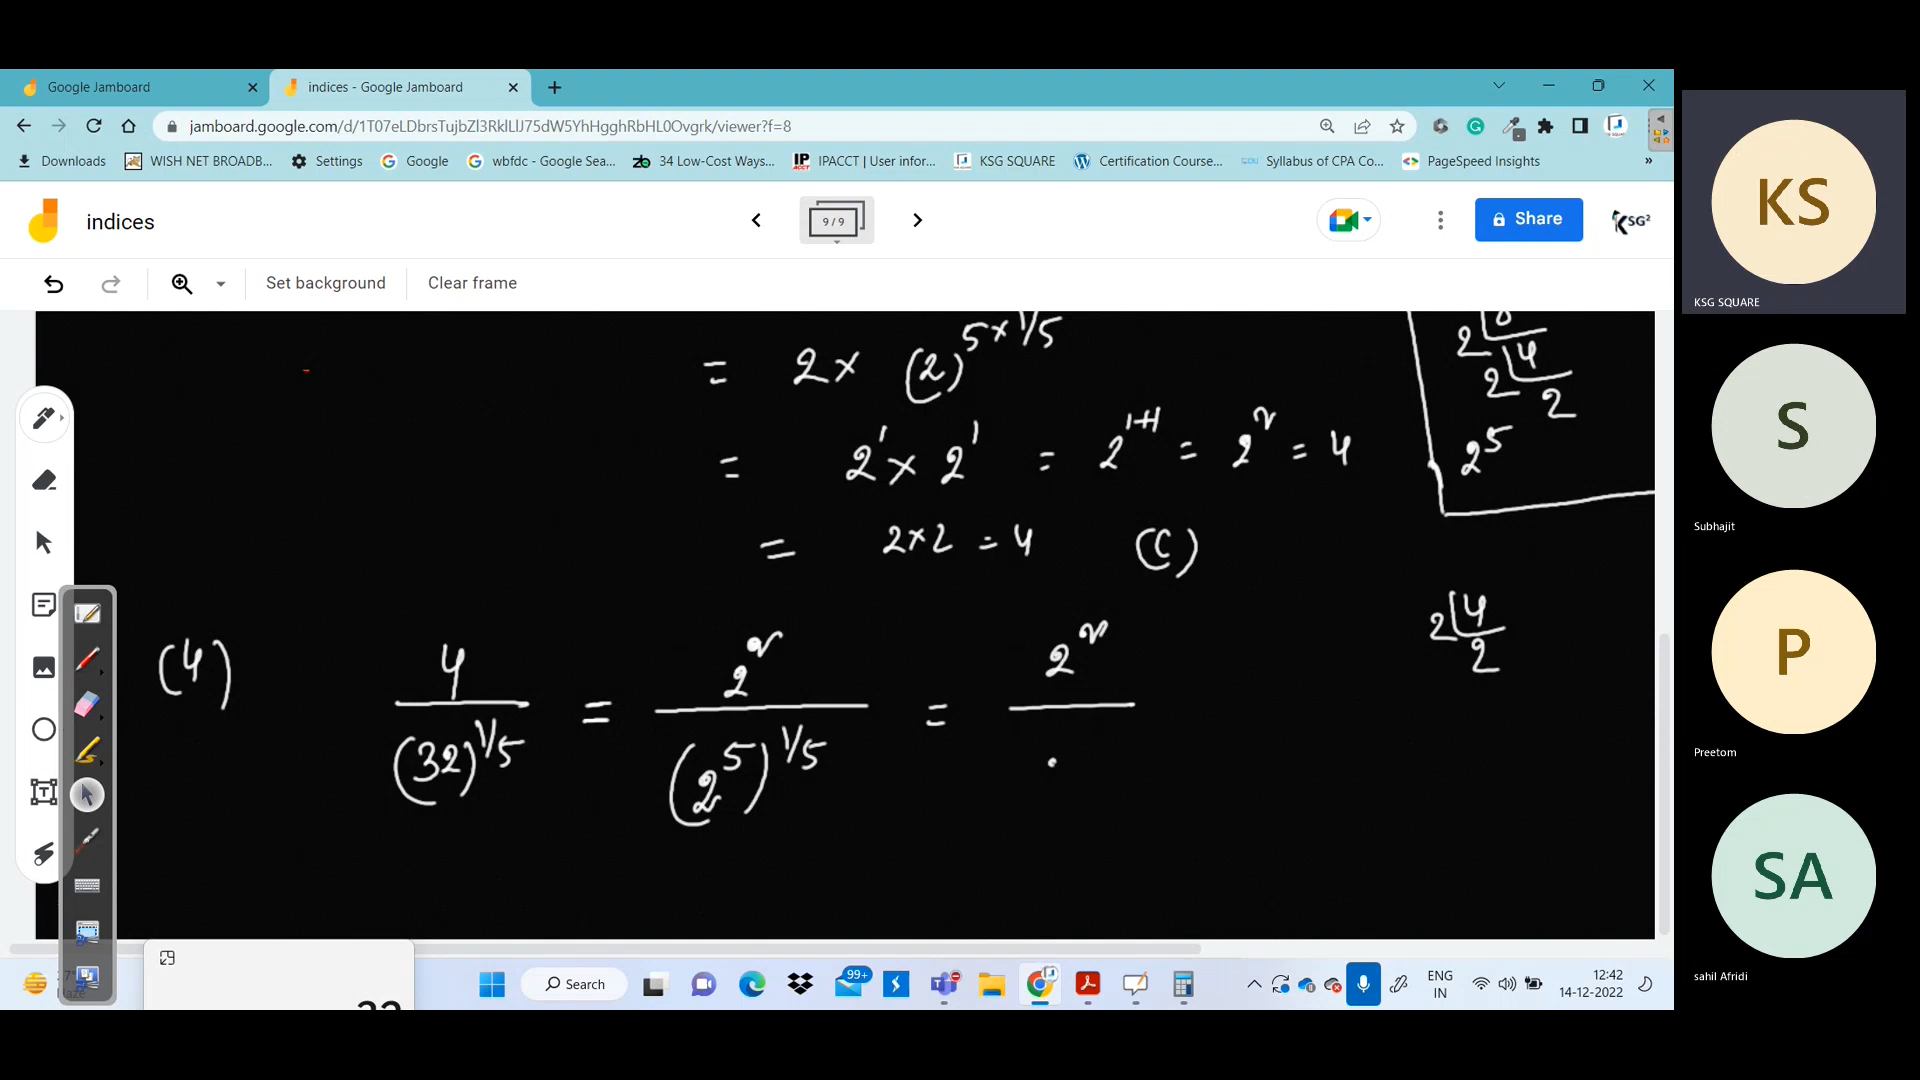 Google Jamboard
indices - Google Jamboard
jamboard.google.com/d/1T07eLDbrsTujbZl3RklLlJ75dW5YhHgghRbHL0Ovgrk/viewer?f=8
Downloads WISH NET BROADB... Settings Google wbfdc - Google Sea... 34 Low-Cost Ways... IPACCT | User infor... KSG SQUARE Certification Course... Syllabus of CPA Co... PageSpeed Insights »
indices
9 / 9
Share
KSG²
Set background Clear frame
= 2 × (2)^5×1/5
= 2^1 × 2^1 = 2^1+1 = 2^2 = 4
= 2×2 = 4 (C)
2 4
2 2
2^5
(4) 4/(32)^1/5 = 2^2/(2^5)^1/5 = 2^2/
2 4
2
KS
KSG SQUARE
S
Subhajit
P
Preetom
SA
sahil Afridi
Search
99+
ENG
IN
12:42
14-12-2022